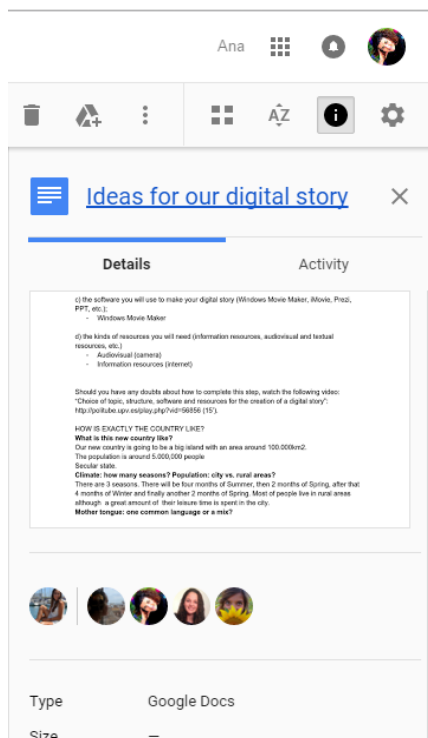 Ana
AZ
Ideas for our digital story
Details
Activity
c) the software you will use to make your digital story (Windows Movie Maker, iMovie, Prezi,
PPT, etc.);
- Windows Movie Maker
d) the kinds of resources you will need (information resources, audiovisual and textual
resources, etc.)
- Audiovisual (camera)
- Information resources (internet)
Should you have any doubts about how to complete this step, watch the following video:
"Choice of topic, structure, software and resources for the creation of a digital story":
http://politube.upv.es/play.php?vid=56856 (15').
HOW IS EXACTLY THE COUNTRY LIKE?
What is this new country like?
Our new country is going to be a big island with an area around 100.000km2.
The population is around 5.000,000 people
Secular state.
Climate: how many seasons? Population: city vs. rural areas?
There are 3 seasons. There will be four months of Summer, then 2 months of Spring, after that
4 months of Winter and finally another 2 months of Spring. Most of people live in rural areas
although a great amount of their leisure time is spent in the city.
Mother tongue: one common language or a mix?
Type
Google Docs
Size
—